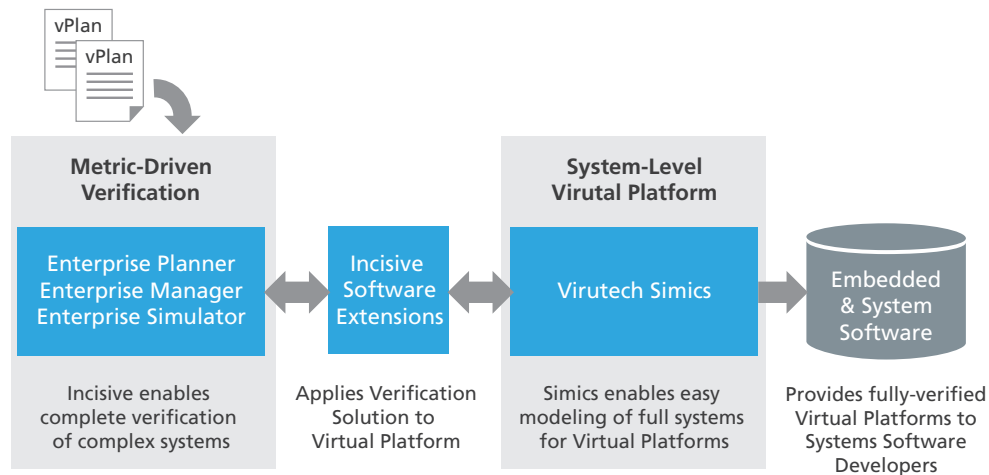 vPlan
vPlan
Metric-Driven
Verification
Enterprise Planner
Enterprise Manager
Enterprise Simulator
Incisive enables
complete verification
of complex systems
Incisive
Software
Extensions
Applies Verification
Solution to
Virtual Platform
System-Level
Virutal Platform
Virutech Simics
Simics enables easy
modeling of full systems
for Virtual Platforms
Embedded
& System
Software
Provides fully-verified
Virtual Platforms to
Systems Software
Developers